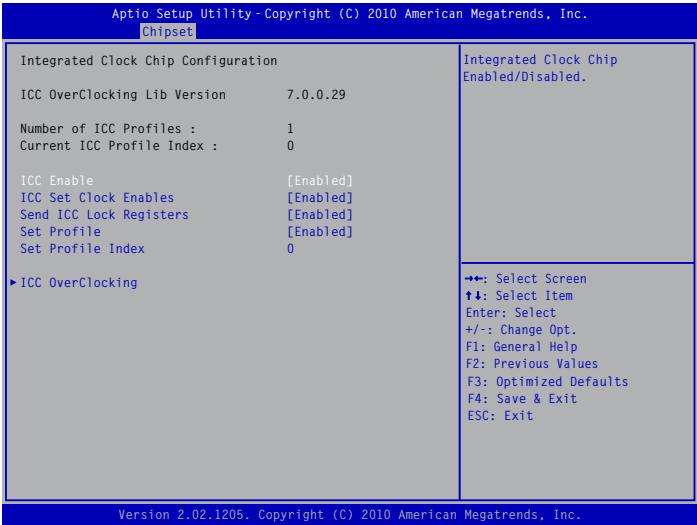 Aptio Setup Utility - Copyright (C) 2010 American Megatrends, Inc.
Chipset
Integrated Clock Chip Configuration
ICC OverClocking Lib Version 7.0.0.29
Number of ICC Profiles : 1
Current ICC Profile Index : 0
ICC Enable [Enabled]
ICC Set Clock Enables [Enabled]
Send ICC Lock Registers [Enabled]
Set Profile [Enabled]
Set Profile Index 0
▶ICC OverClocking
Integrated Clock Chip
Enabled/Disabled.
→←: Select Screen
↑↓: Select Item
Enter: Select
+/-: Change Opt.
F1: General Help
F2: Previous Values
F3: Optimized Defaults
F4: Save & Exit
ESC: Exit
Version 2.02.1205. Copyright (C) 2010 American Megatrends, Inc.